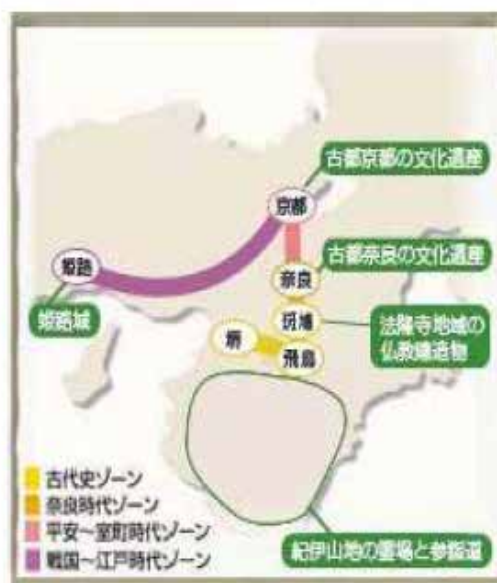 古都京都の文化遺産
京都
姫路
古都奈良の文化遺産
奈良
姫路城
斑鳩
法隆寺地域の
仏教建造物
堺
飛鳥
古代史ゾーン
奈良時代ゾーン
平安〜室町時代ゾーン
戦国〜江戸時代ゾーン
紀伊山地の霊場と参詣道